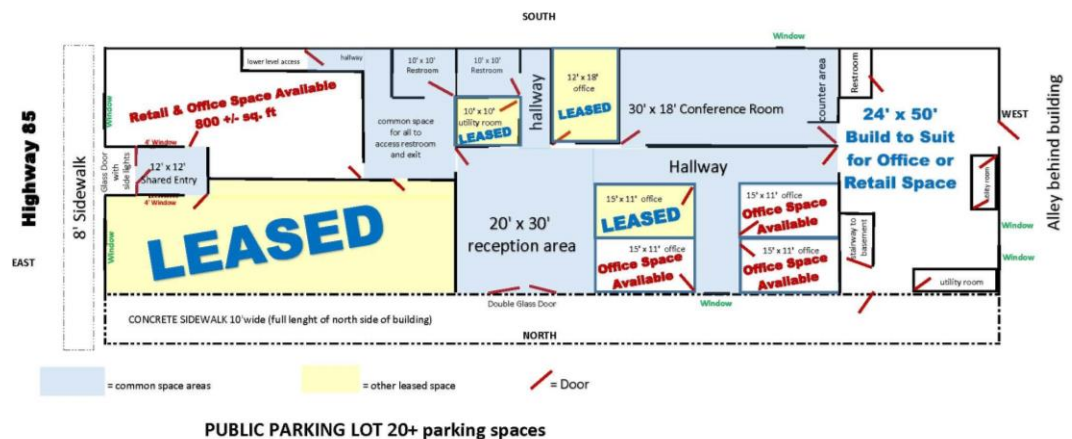 SOUTH
Window
lower level access
hallway
10' x 10'
Restroom
10' x 10'
Restroom
hallway
12' x 18'
office
LEASED
30' x 18' Conference Room
counter area
Restroom
Retail & Office Space Available
800 +/- sq. ft
10' x 10'
utility room
LEASED
common space
for all to
access restroom
and exit
24' x 50'
Build to Suit
for Office or
Retail Space
WEST
Highway 85
8' Sidewalk
Window
Glass Door
with
side lights
4' Window
12' x 12'
Shared Entry
4' Window
Window
EAST
LEASED
Hallway
20' x 30'
reception area
15' x 11' office
LEASED
15' x 11' office
Office Space
Available
15' x 11' office
Office Space
Available
15' x 11' office
Office Space
Available
stairway to
basement
utility room
utility room
Window
Window
Alley behind building
Double Glass Door
Window
CONCRETE SIDEWALK 10'wide (full lenght of north side of building)
NORTH
= common space areas
= other leased space
= Door
PUBLIC PARKING LOT 20+ parking spaces